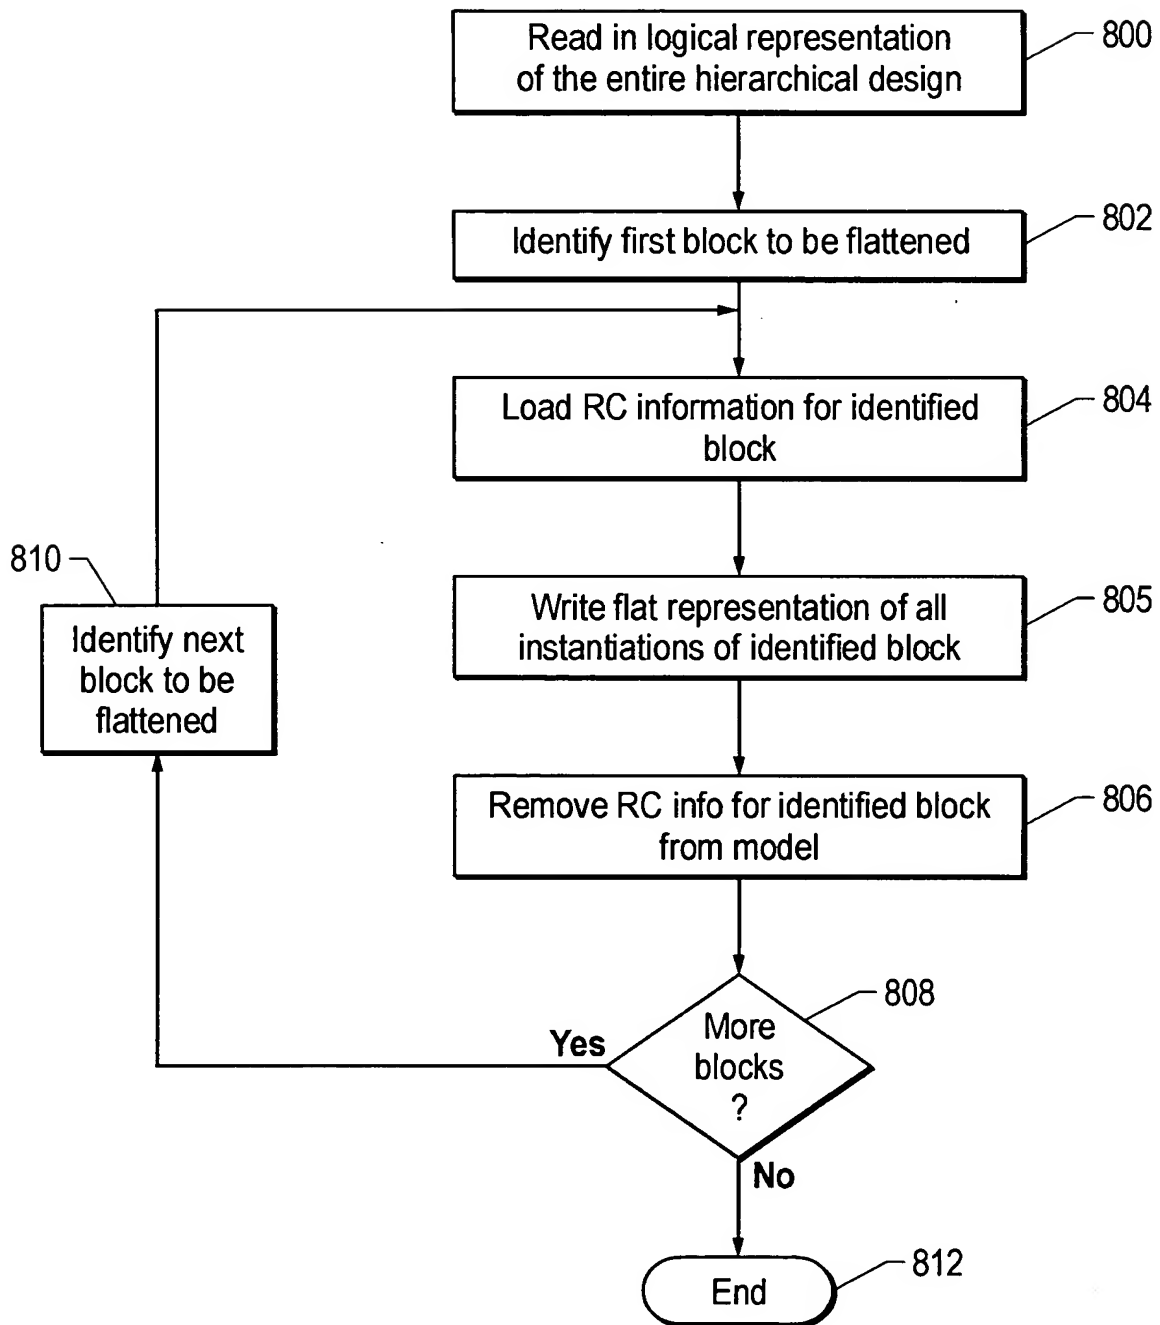 Read in logical representation
of the entire hierarchical design
800
Identify first block to be flattened
802
Load RC information for identified
block
804
810
Identify next
block to be
flattened
Write flat representation of all
instantiations of identified block
805
Remove RC info for identified block
from model
806
More
blocks
?
808
Yes
No
End
812